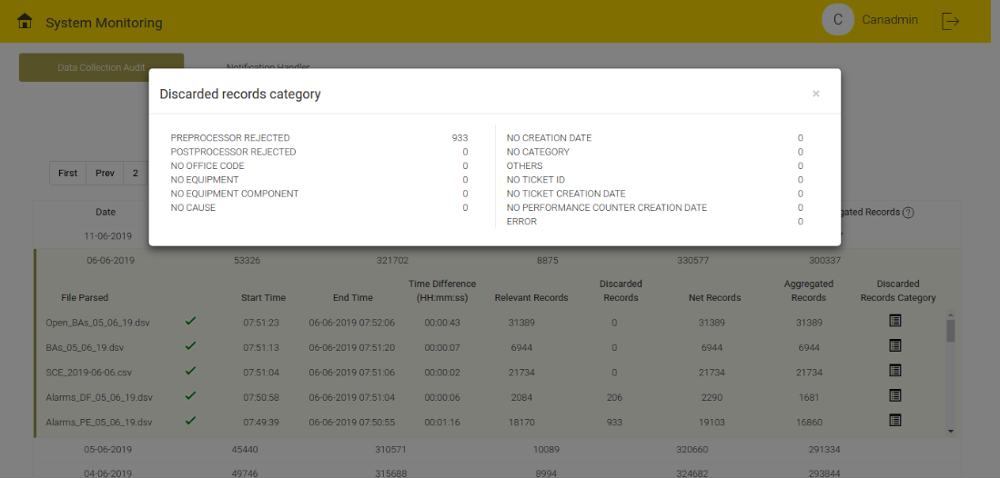 System Monitoring
C Canadmin
Data Collection Audit Notification Handler
Discarded records category ×
PREPROCESSOR REJECTED 933
POSTPROCESSOR REJECTED 0
NO OFFICE CODE 0
NO EQUIPMENT 0
NO EQUIPMENT COMPONENT 0
NO CAUSE 0
NO CREATION DATE 0
NO CATEGORY 0
OTHERS 0
NO TICKET ID 0
NO TICKET CREATION DATE 0
NO PERFORMANCE COUNTER CREATION DATE 0
ERROR 0
First Prev 2
Date gated Records ?
11-06-2019
06-06-2019 53326 321702 8875 330577 300337
File Parsed Start Time End Time Time Difference (HH:mm:ss) Relevant Records Discarded Records Net Records Aggregated Records Discarded Records Category
Open_BAs_05_06_19.dsv 07:51:23 06-06-2019 07:52:06 00:00:43 31389 0 31389 31389
BAs_05_06_19.dsv 07:51:13 06-06-2019 07:51:20 00:00:07 6944 0 6944 6944
SCE_2019-06-06.csv 07:51:04 06-06-2019 07:51:06 00:00:02 21734 0 21734 21734
Alarms_DF_05_06_19.dsv 07:50:58 06-06-2019 07:51:04 00:00:06 2084 206 2290 1681
Alarms_PE_05_06_19.dsv 07:49:39 06-06-2019 07:50:55 00:01:16 18170 933 19103 16860
05-06-2019 45440 310571 10089 320660 291334
04-06-2019 49746 315688 8994 324682 293844